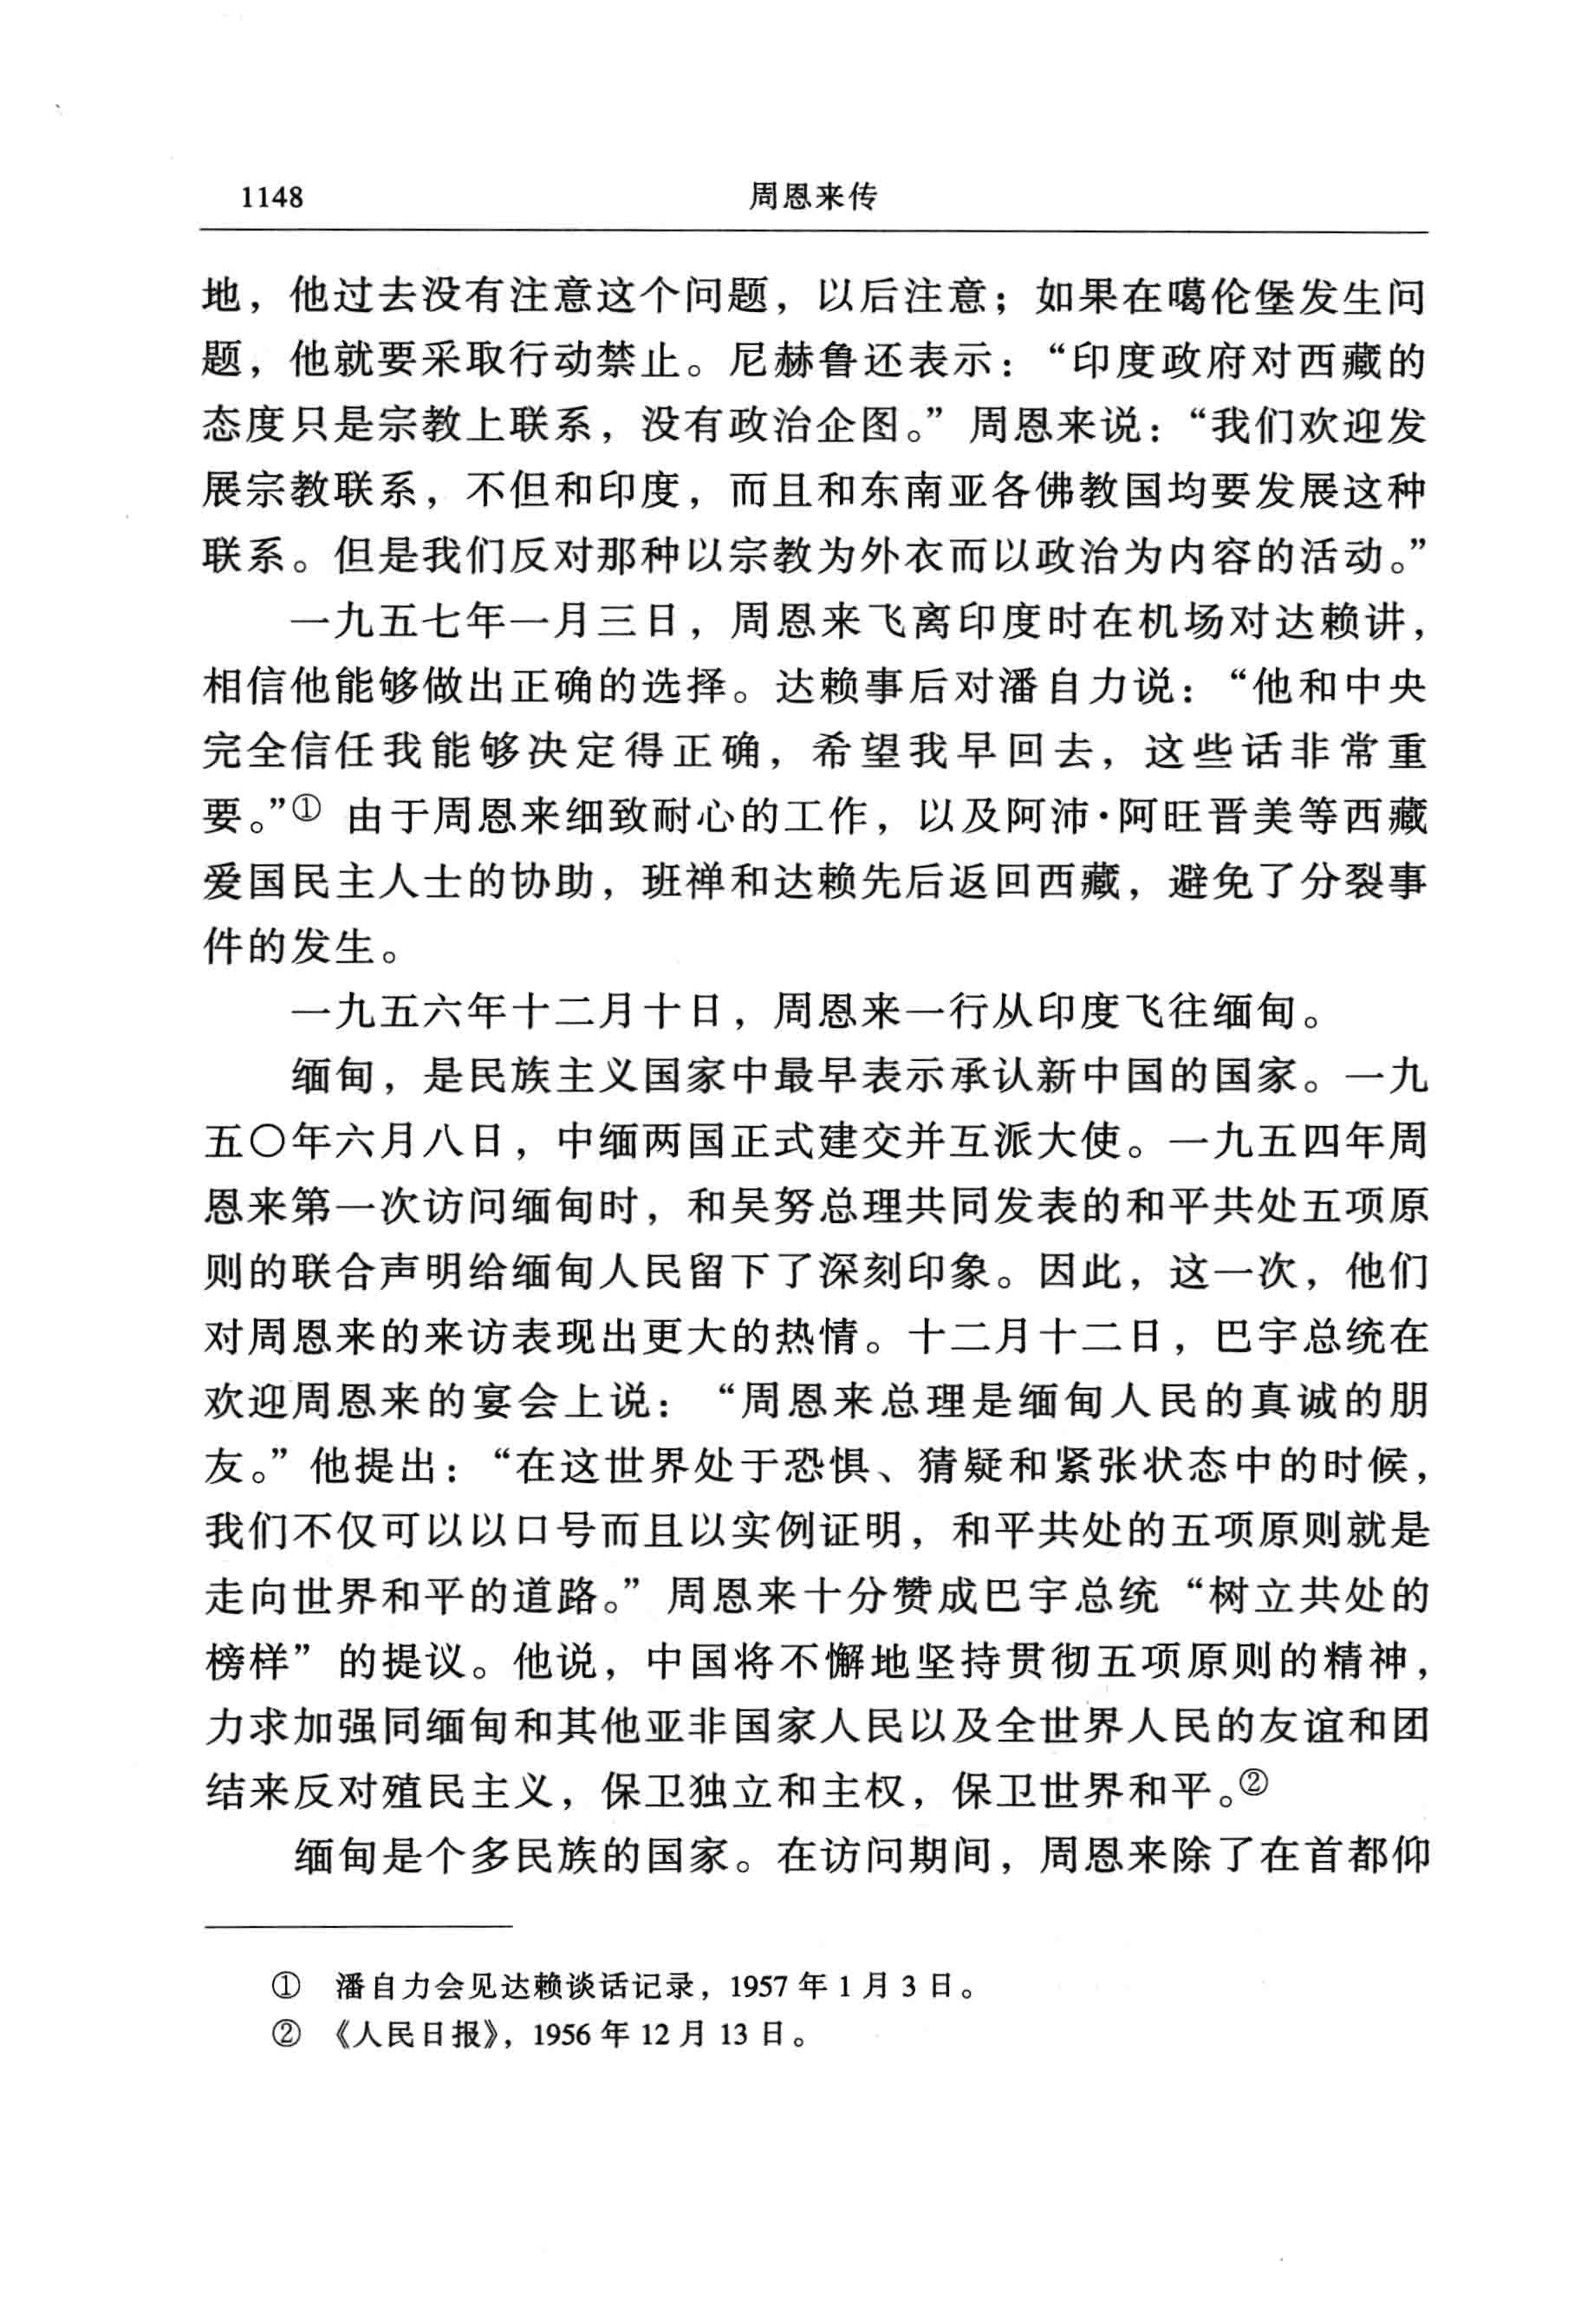 1148
周恩来传
地，他过去没有注意这个问题，以后注意；如果在噶伦堡发生问
题，他就要采取行动禁止。尼赫鲁还表示：“印度政府对西藏的
态度只是宗教上联系，没有政治企图。”周恩来说：“我们欢迎发
展宗教联系，不但和印度，而且和东南亚各佛教国均要发展这种
联系。但是我们反对那种以宗教为外衣而以政治为内容的活动。”
一九五七年一月三日，周恩来飞离印度时在机场对达赖讲，
相信他能够做出正确的选择。达赖事后对潘自力说：“他和中央
完全信任我能够决定得正确，希望我早回去，这些话非常重
要。”① 由于周恩来细致耐心的工作，以及阿沛·阿旺晋美等西藏
爱国民主人士的协助，班禅和达赖先后返回西藏，避免了分裂事
件的发生。
一九五六年十二月十日，周恩来一行从印度飞往缅甸。
缅甸，是民族主义国家中最早表示承认新中国的国家。一九
五〇年六月八日，中缅两国正式建交并互派大使。一九五四年周
恩来第一次访问缅甸时，和吴努总理共同发表的和平共处五项原
则的联合声明给缅甸人民留下了深刻印象。因此，这一次，他们
对周恩来的来访表现出更大的热情。十二月十二日，巴宇总统在
欢迎周恩来的宴会上说：“周恩来总理是缅甸人民的真诚的朋
友。”他提出：“在这世界处于恐惧、猜疑和紧张状态中的时候，
我们不仅可以以口号而且以实例证明，和平共处的五项原则就是
走向世界和平的道路。”周恩来十分赞成巴宇总统“树立共处的
榜样”的提议。他说，中国将不懈地坚持贯彻五项原则的精神，
力求加强同缅甸和其他亚非国家人民以及全世界人民的友谊和团
结来反对殖民主义，保卫独立和主权，保卫世界和平。②
缅甸是个多民族的国家。在访问期间，周恩来除了在首都仰
① 潘自力会见达赖谈话记录，1957 年 1 月 3 日。
② 《人民日报》，1956 年 12 月 13 日。